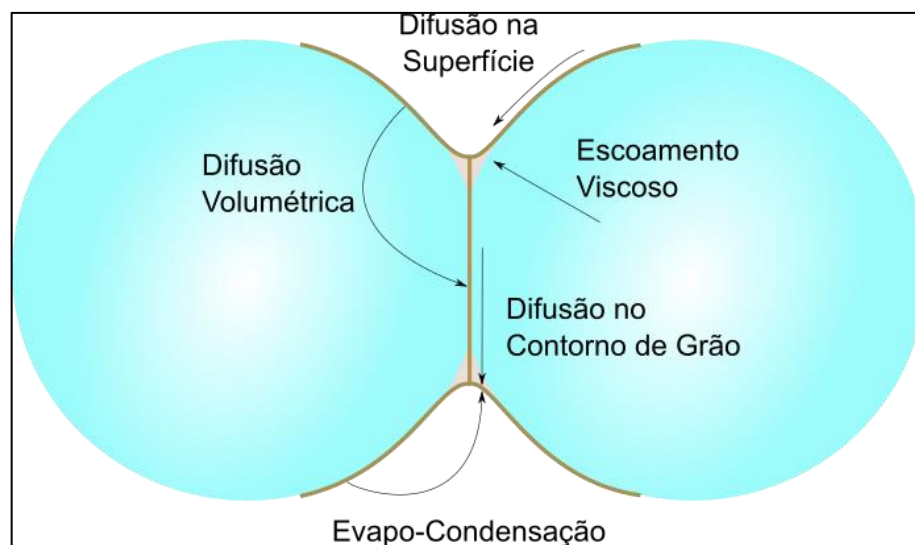 Difusão na
Superfície
Difusão
Volumétrica
Escoamento
Viscoso
Difusão no
Contorno de Grão
Evapo-Condensação